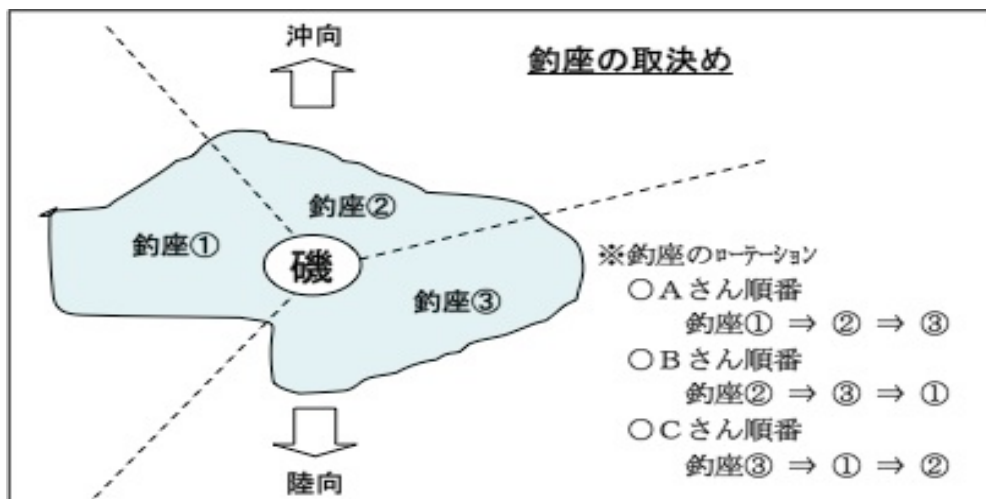 沖向
釣座の取決め
釣座②
釣座①
磯
釣座③
※釣座のﾛｰﾃｰｼｮﾝ
○Ａさん順番
釣座① ⇒ ② ⇒ ③
○Ｂさん順番
釣座② ⇒ ③ ⇒ ①
○Ｃさん順番
釣座③ ⇒ ① ⇒ ②
陸向